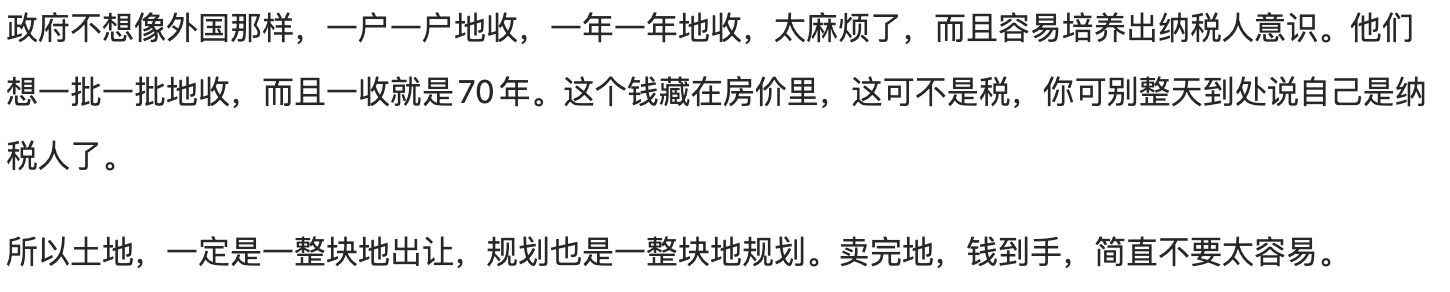 政府不想像外国那样，一户一户地收，一年一年地收，太麻烦了，而且容易培养出纳税人意识。他们
想一批一批地收，而且一收就是70年。这个钱藏在房价里，这可不是税，你可别整天到处说自己是纳
税人了。
所以土地，一定是一整块地出让，规划也是一整块地规划。卖完地，钱到手，简直不要太容易。